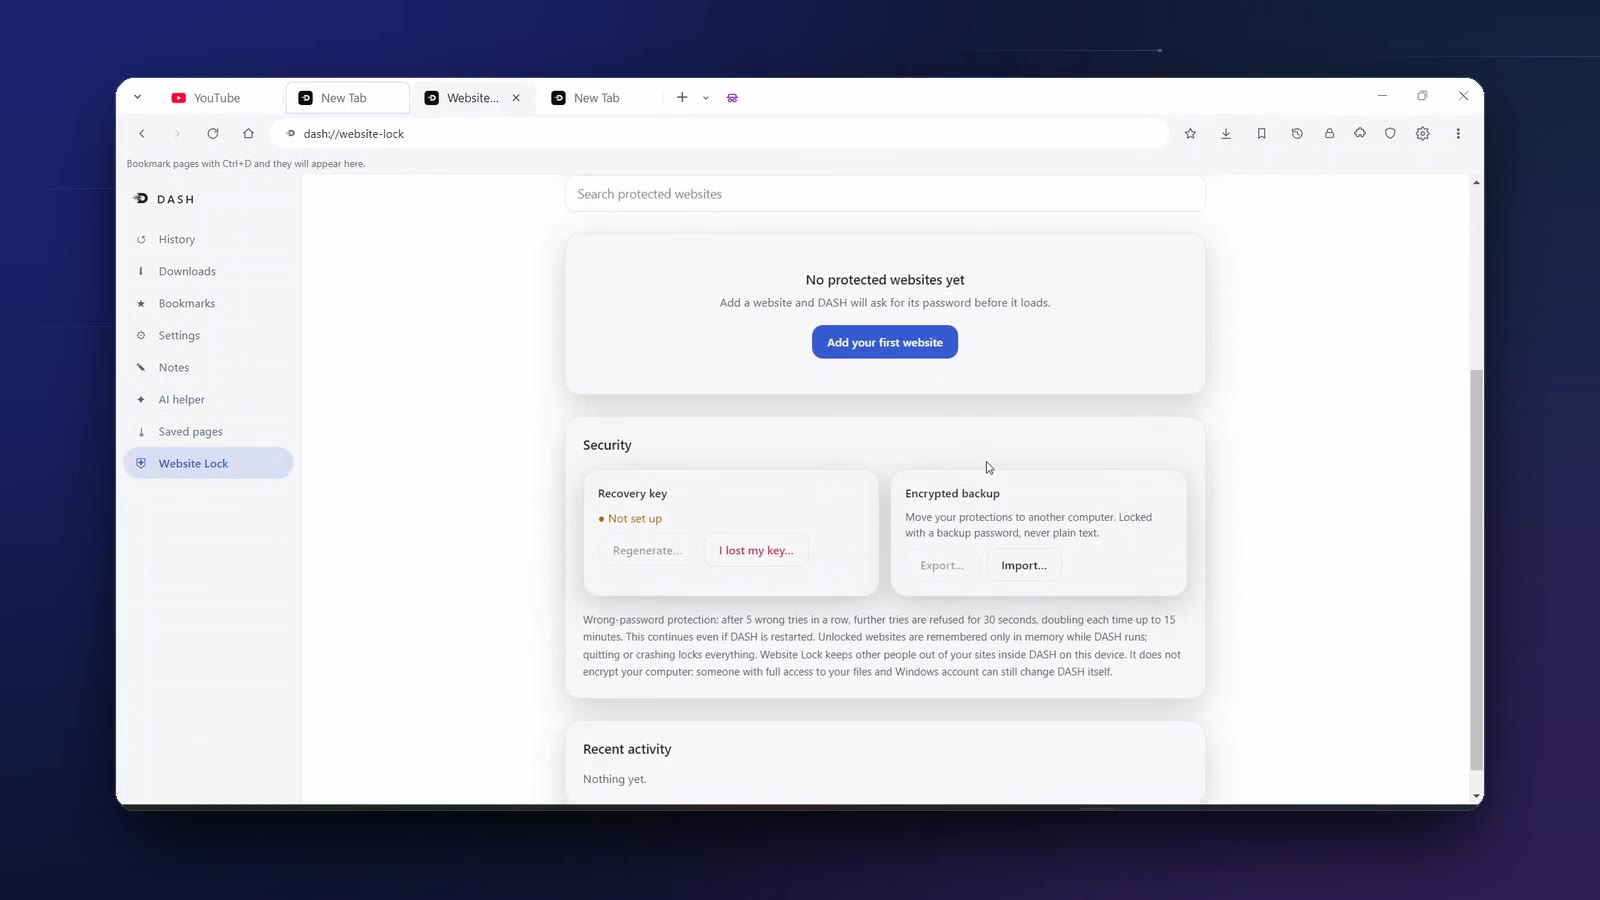 YouTube
New Tab
Website...
New Tab
dash://website-lock
Bookmark pages with Ctrl+D and they will appear here.
DASH
History
Downloads
Bookmarks
Settings
Notes
AI helper
Saved pages
Website Lock
Search protected websites
No protected websites yet
Add a website and DASH will ask for its password before it loads.
Add your first website
Security
Recovery key
Not set up
Regenerate...
I lost my key...
Encrypted backup
Move your protections to another computer. Locked
with a backup password, never plain text.
Export...
Import...
Wrong-password protection: after 5 wrong tries in a row, further tries are refused for 30 seconds, doubling each time up to 15
minutes. This continues even if DASH is restarted. Unlocked websites are remembered only in memory while DASH runs;
quitting or crashing locks everything. Website Lock keeps other people out of your sites inside DASH on this device. It does not
encrypt your computer: someone with full access to your files and Windows account can still change DASH itself.
Recent activity
Nothing yet.